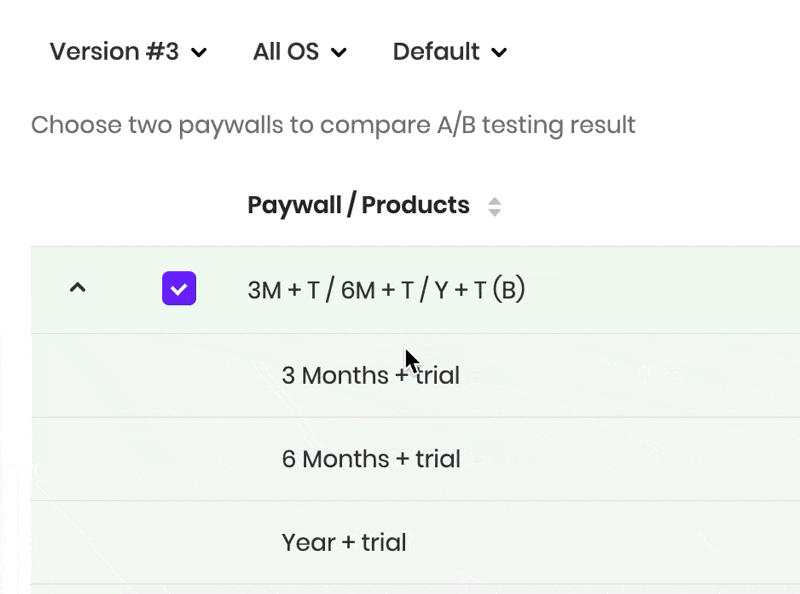 Version #3 All OS Default
Choose two paywalls to compare A/B testing result
Paywall / Products
3M + T / 6M + T / Y + T (B)
3 Months + trial
6 Months + trial
Year + trial